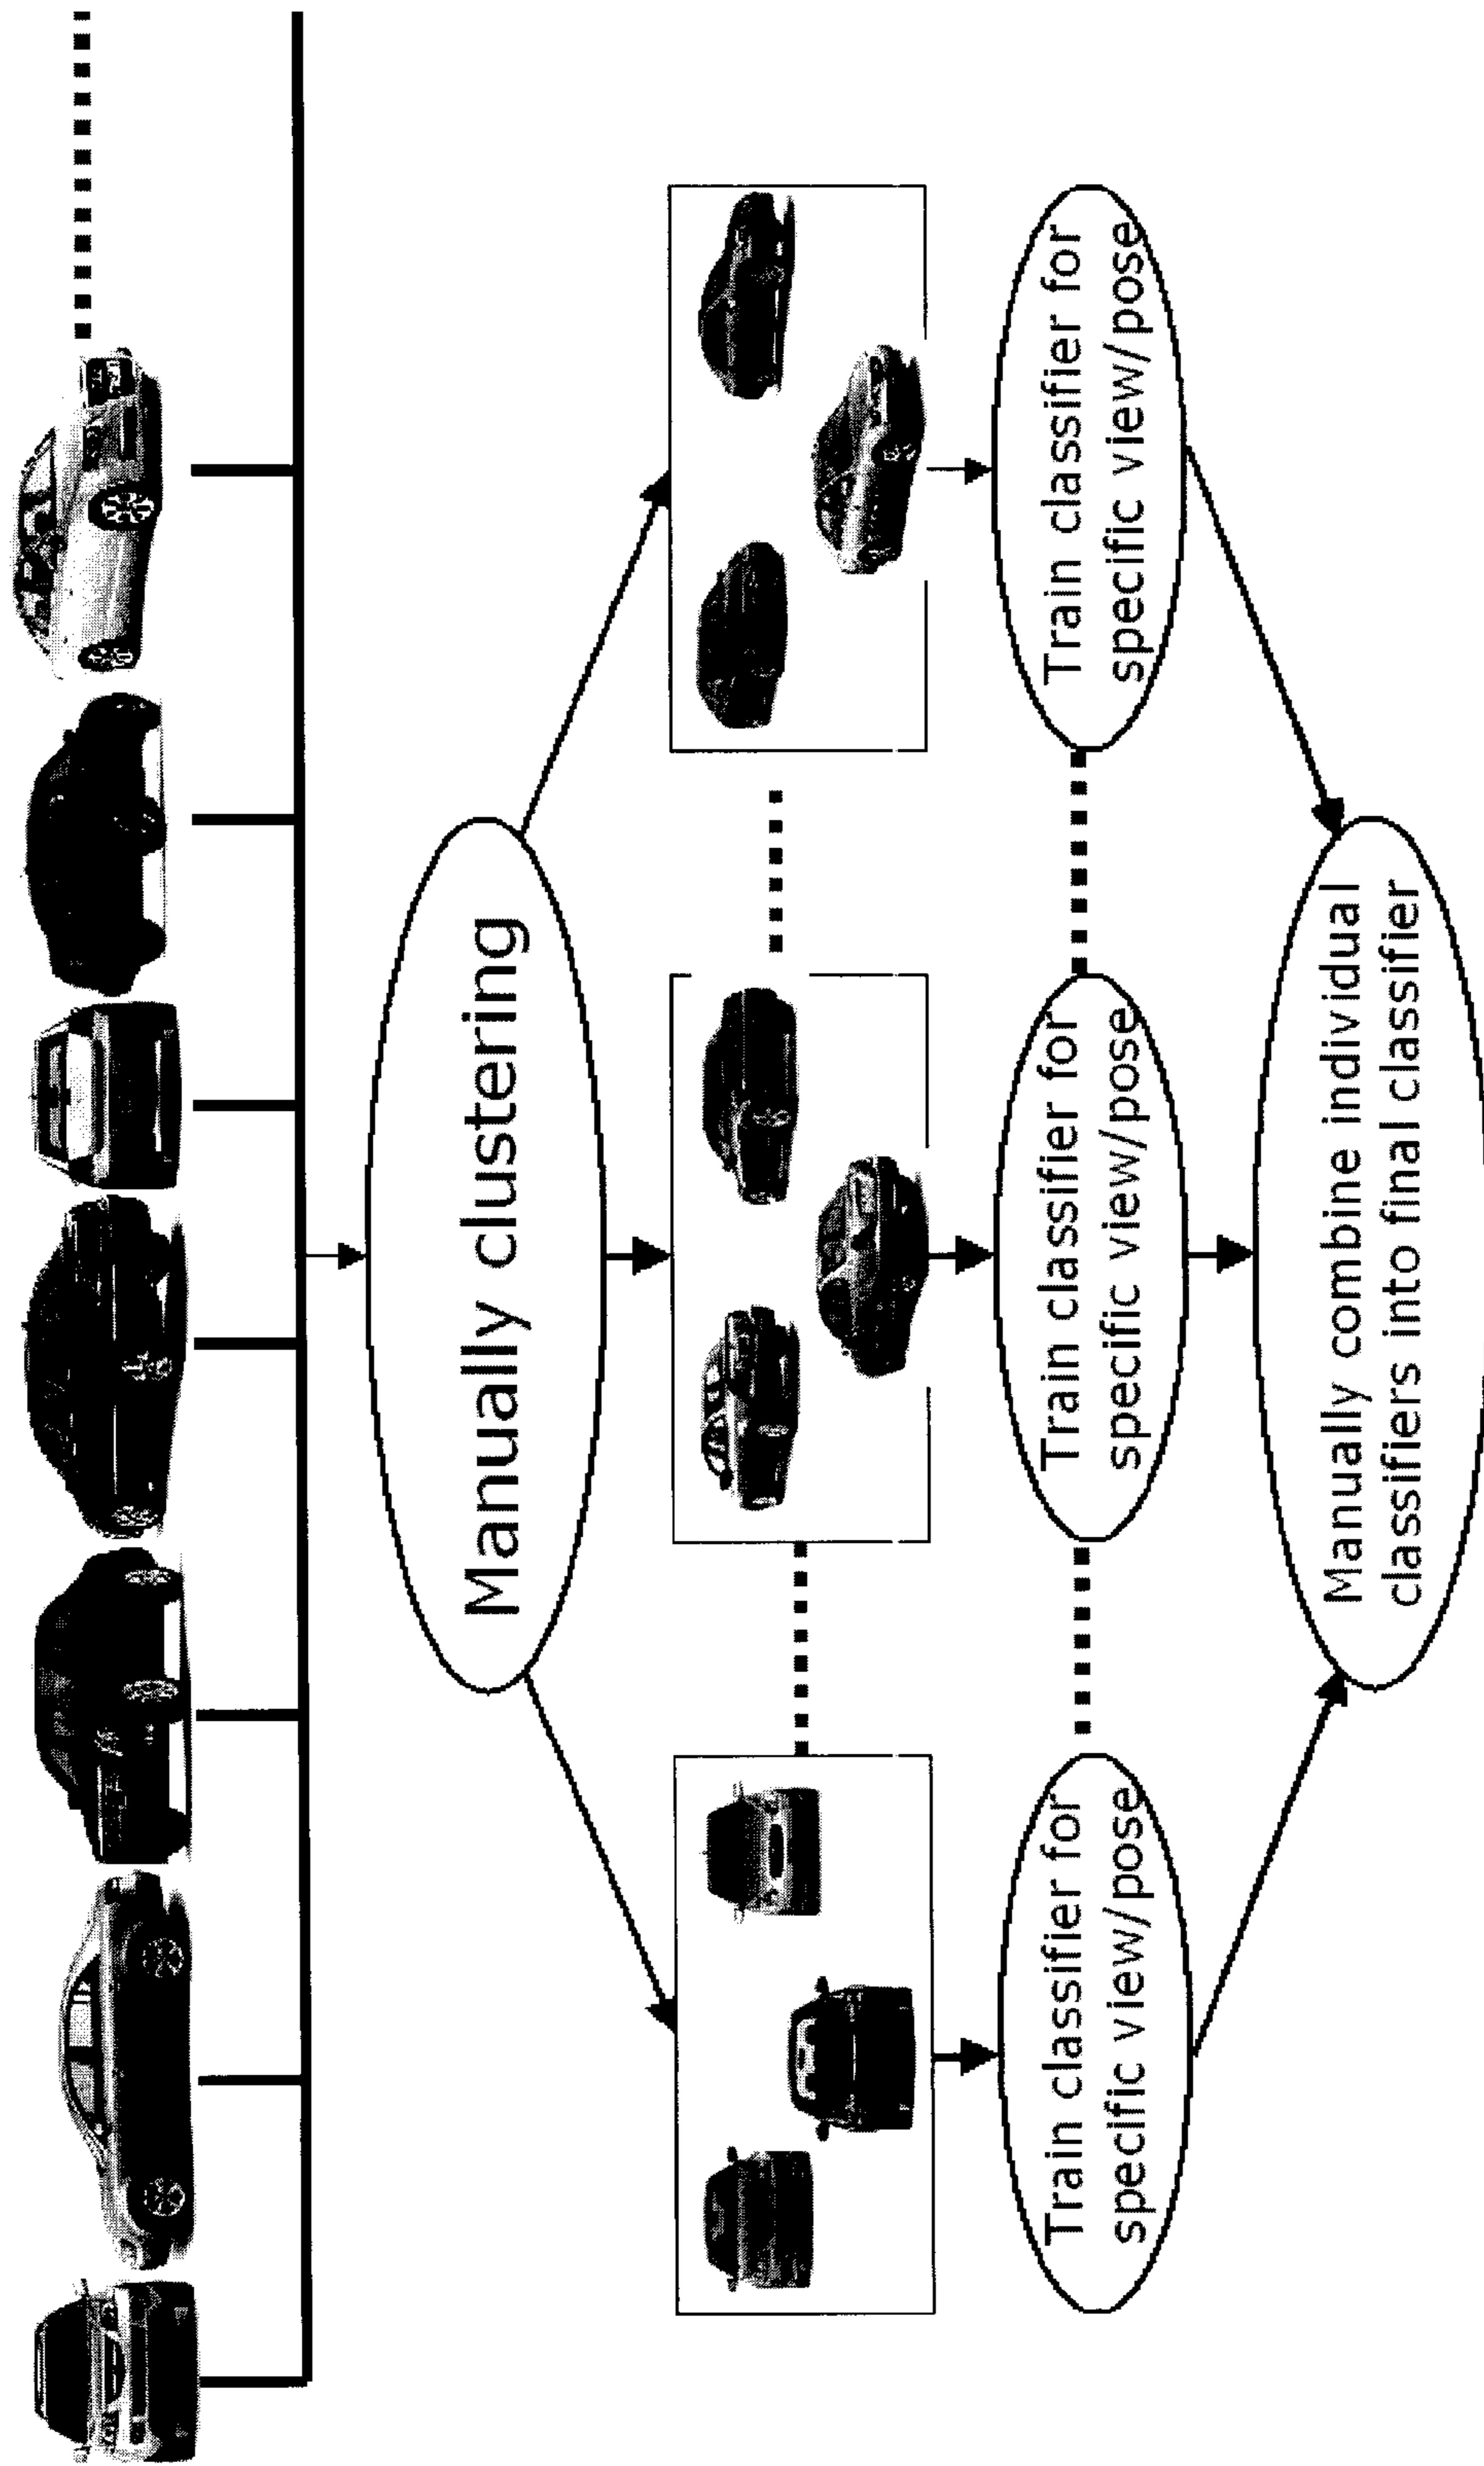 Manually clustering
Train classifier for
specific view/pose
Train classifier for
specific view/pose
Train classifier for
specific view/pose
Manually combine individual
classifiers into final classifier